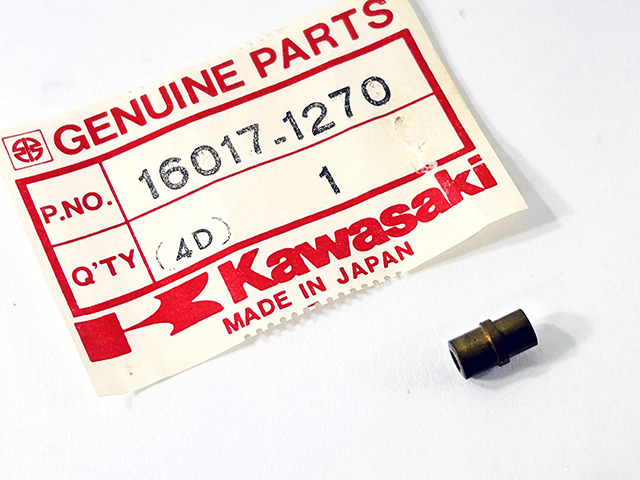 GENUINE PARTS
P.NO. 16017-1270
Q'TY (4D) 1
Kawasaki
MADE IN JAPAN